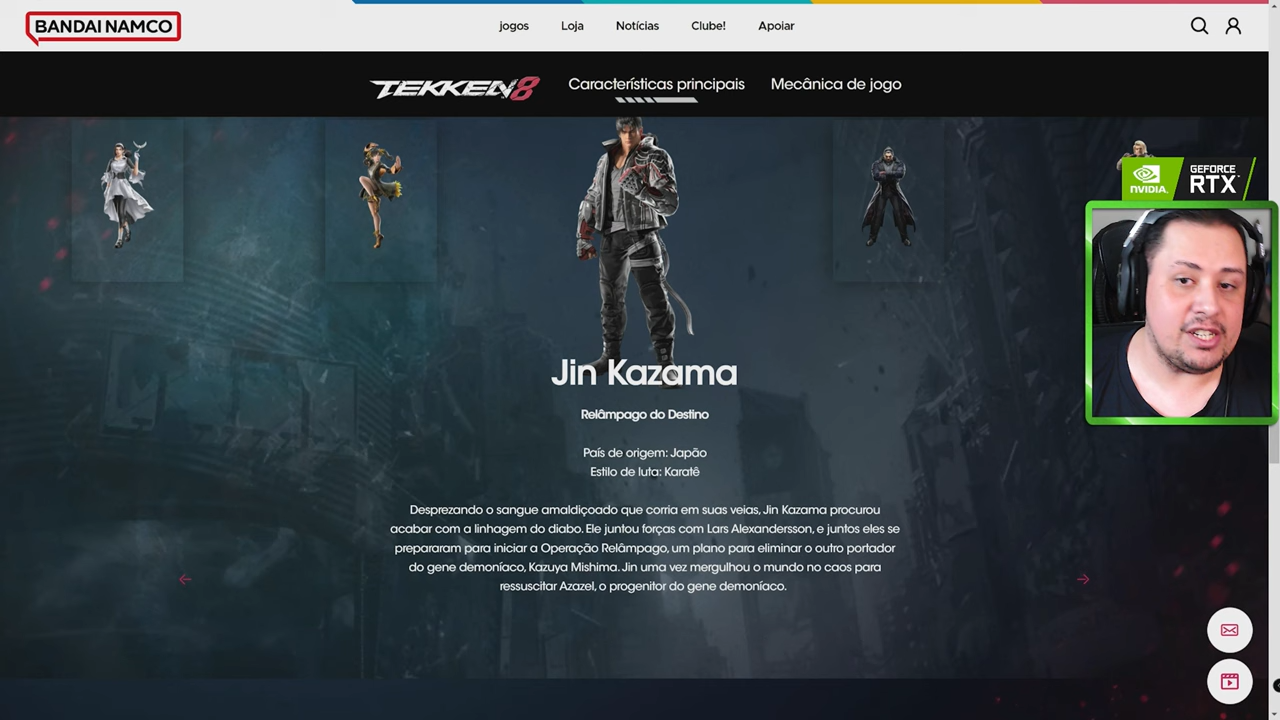 BANDAI NAMCO
jogos
Loja
Notícias
Clube!
Apoiar
TEKKEN 8
Características principais
Mecânica de jogo
NVIDIA.
GEFORCE
RTX
Jin Kazama
Relâmpago do Destino
País de origem: Japão
Estilo de luta: Karatê
Desprezando o sangue amaldiçoado que corria em suas veias, Jin Kazama procurou
acabar com a linhagem do diabo. Ele juntou forças com Lars Alexandersson, e juntos eles se
prepararam para iniciar a Operação Relâmpago, um plano para eliminar o outro portador
do gene demoníaco, Kazuya Mishima. Jin uma vez mergulhou o mundo no caos para
ressuscitar Azazel, o progenitor do gene demoníaco.